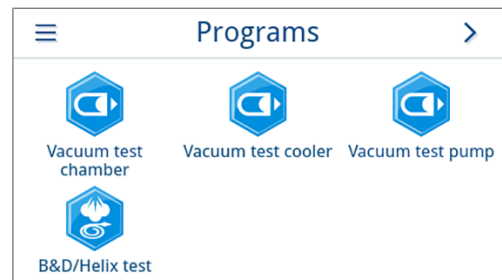 Programs
Vacuum test
chamber
Vacuum test cooler
Vacuum test pump
B&D/Helix test